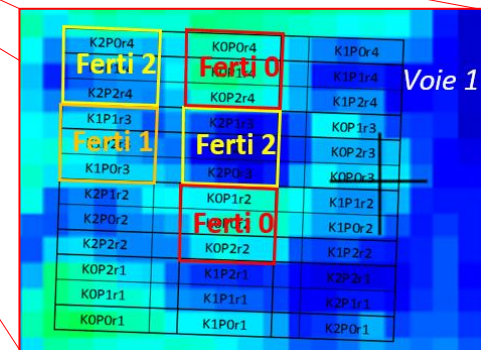 K2P0r4 K0P0r4 K1P0r4
Ferti 2 Ferti 0 K1P1r4 Voie 1
K2P2r4 K0P2r4 K1P2r4
K1P1r3 K2P1r3 K0P1r3
Ferti 1 Ferti 2 K0P2r3
K1P0r3 K2P0r3 K0P0r3
K2P1r2 K0P1r2 K1P1r2
K2P0r2 Ferti 0 K1P0r2
K2P2r2 K0P2r2 K1P2r2
K0P2r1 K1P2r1 K2P2r1
K0P1r1 K1P1r1 K2P1r1
K0P0r1 K1P0r1 K2P0r1